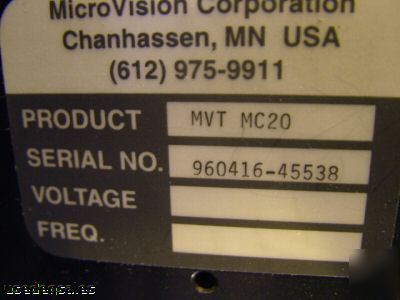 MicroVision Corporation
Chanhassen, MN USA
(612) 975-9911
PRODUCT MVT MC20
SERIAL NO. 960416-45538
VOLTAGE
FREQ.